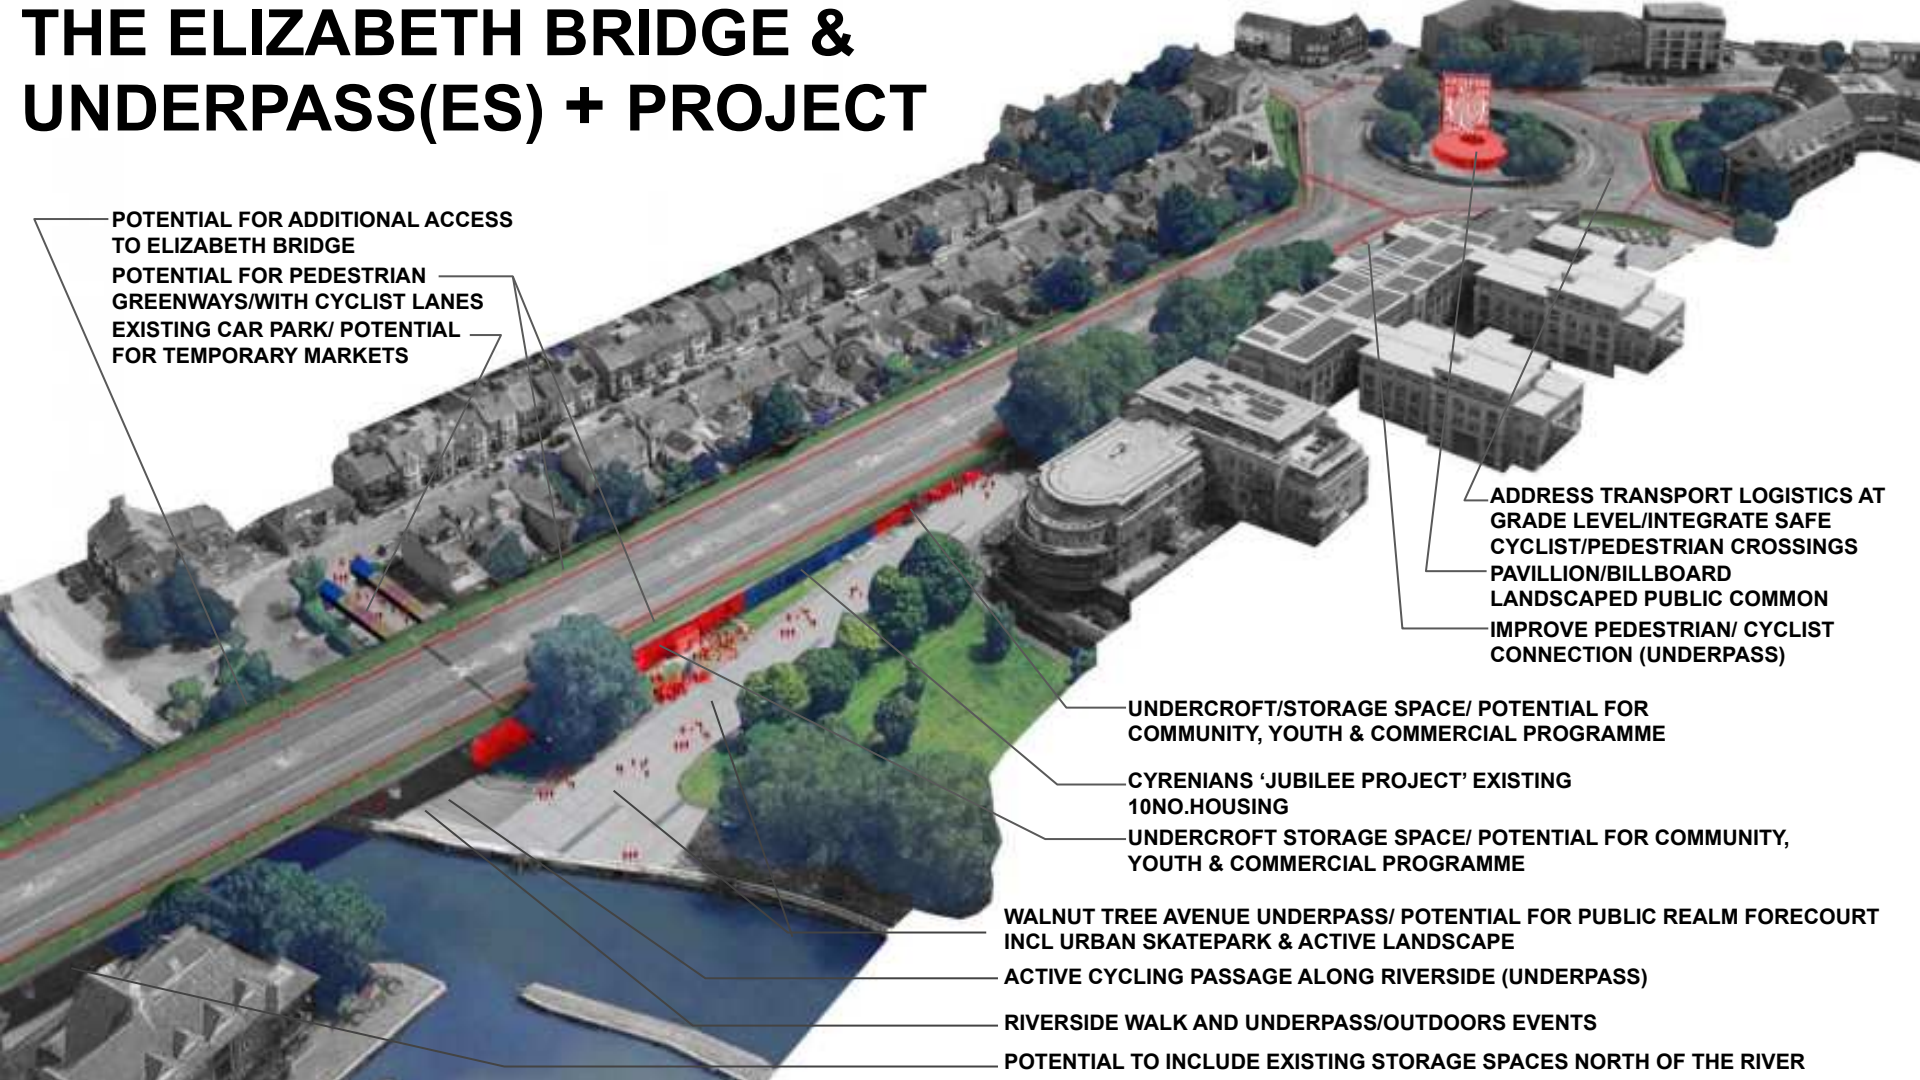 THE ELIZABETH BRIDGE &
UNDERPASS(ES) + PROJECT
POTENTIAL FOR ADDITIONAL ACCESS
TO ELIZABETH BRIDGE
POTENTIAL FOR PEDESTRIAN
GREENWAYS/WITH CYCLIST LANES
EXISTING CAR PARK/ POTENTIAL
FOR TEMPORARY MARKETS
ADDRESS TRANSPORT LOGISTICS AT
GRADE LEVEL/INTEGRATE SAFE
CYCLIST/PEDESTRIAN CROSSINGS
PAVILLION/BILLBOARD
LANDSCAPED PUBLIC COMMON
IMPROVE PEDESTRIAN/ CYCLIST
CONNECTION (UNDERPASS)
UNDERCROFT/STORAGE SPACE/ POTENTIAL FOR
COMMUNITY, YOUTH & COMMERCIAL PROGRAMME
CYRENIANS ‘JUBILEE PROJECT’ EXISTING
10NO.HOUSING
UNDERCROFT STORAGE SPACE/ POTENTIAL FOR COMMUNITY,
YOUTH & COMMERCIAL PROGRAMME
WALNUT TREE AVENUE UNDERPASS/ POTENTIAL FOR PUBLIC REALM FORECOURT
INCL URBAN SKATEPARK & ACTIVE LANDSCAPE
ACTIVE CYCLING PASSAGE ALONG RIVERSIDE (UNDERPASS)
RIVERSIDE WALK AND UNDERPASS/OUTDOORS EVENTS
POTENTIAL TO INCLUDE EXISTING STORAGE SPACES NORTH OF THE RIVER